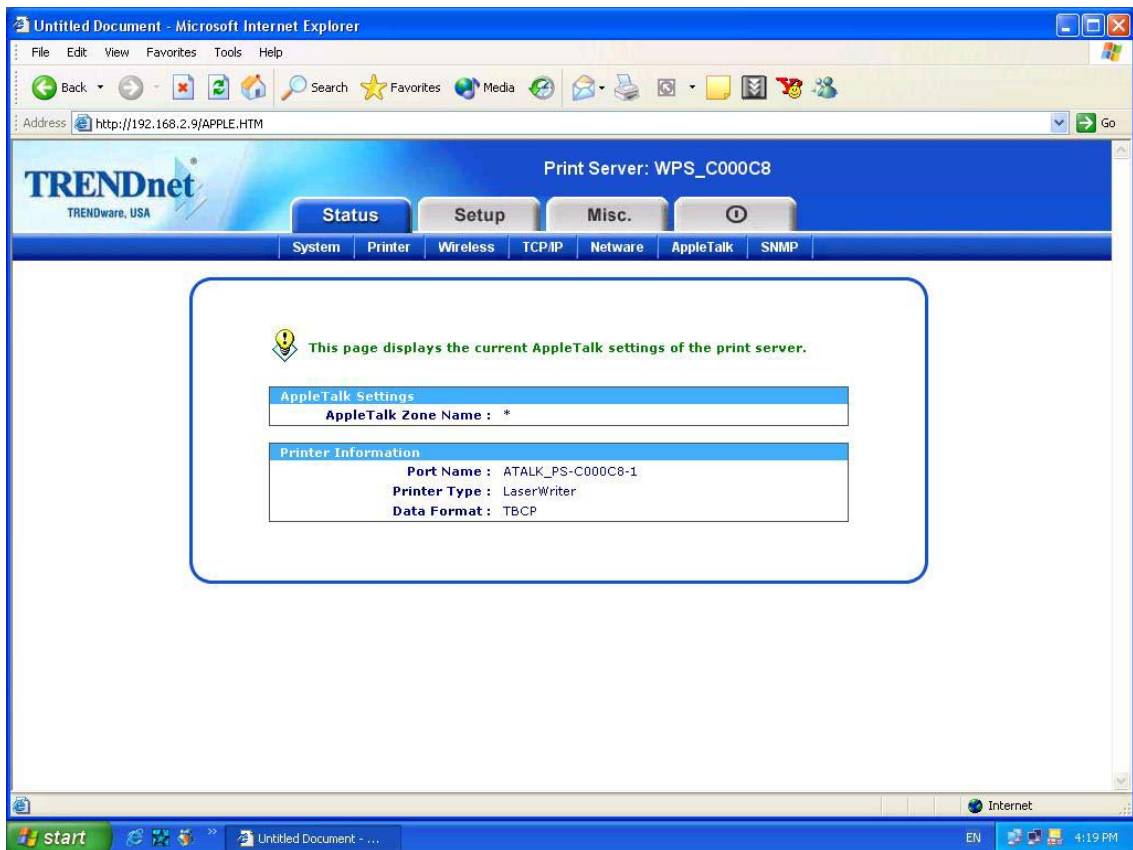 Untitled Document - Microsoft Internet Explorer
File Edit View Favorites Tools Help
Back Search Favorites Media
Address http://192.168.2.9/APPLE.HTM Go
TRENDnet ®
TRENDware, USA
Print Server: WPS_C000C8
Status Setup Misc.
System Printer Wireless TCP/IP Netware AppleTalk SNMP
This page displays the current AppleTalk settings of the print server.
AppleTalk Settings
AppleTalk Zone Name : *
Printer Information
Port Name : ATALK_PS-C000C8-1
Printer Type : LaserWriter
Data Format : TBCP
Internet
start » Untitled Document - ... EN 4:19 PM